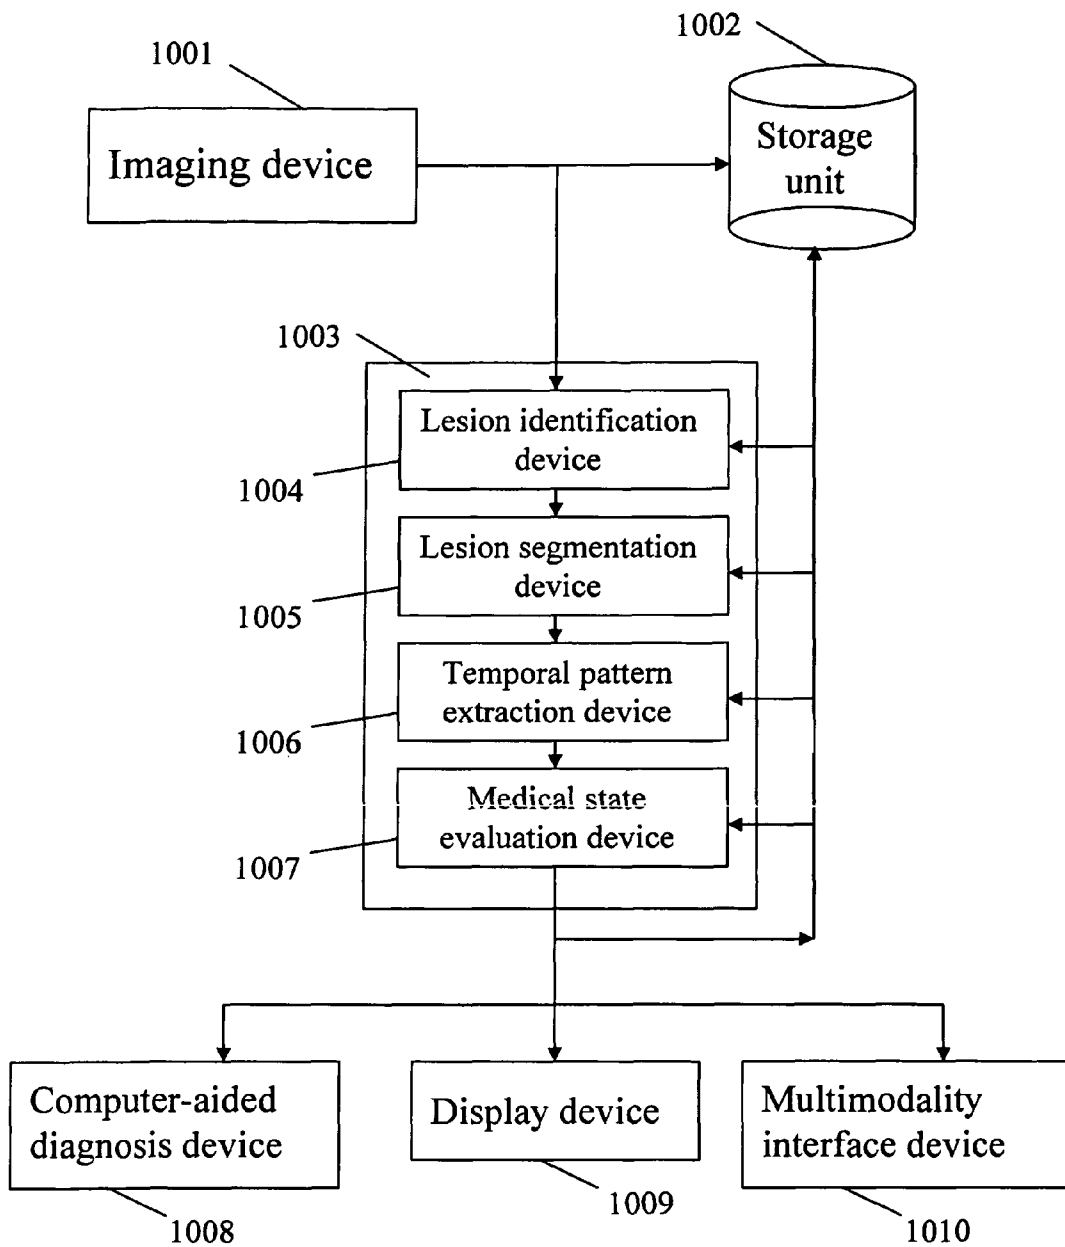 1001
1002
Imaging device
Storage
unit
1003
Lesion identification
device
1004
Lesion segmentation
device
1005
Temporal pattern
extraction device
1006
Medical state
evaluation device
1007
Computer-aided
diagnosis device
Display device
Multimodality
interface device
1008
1009
1010